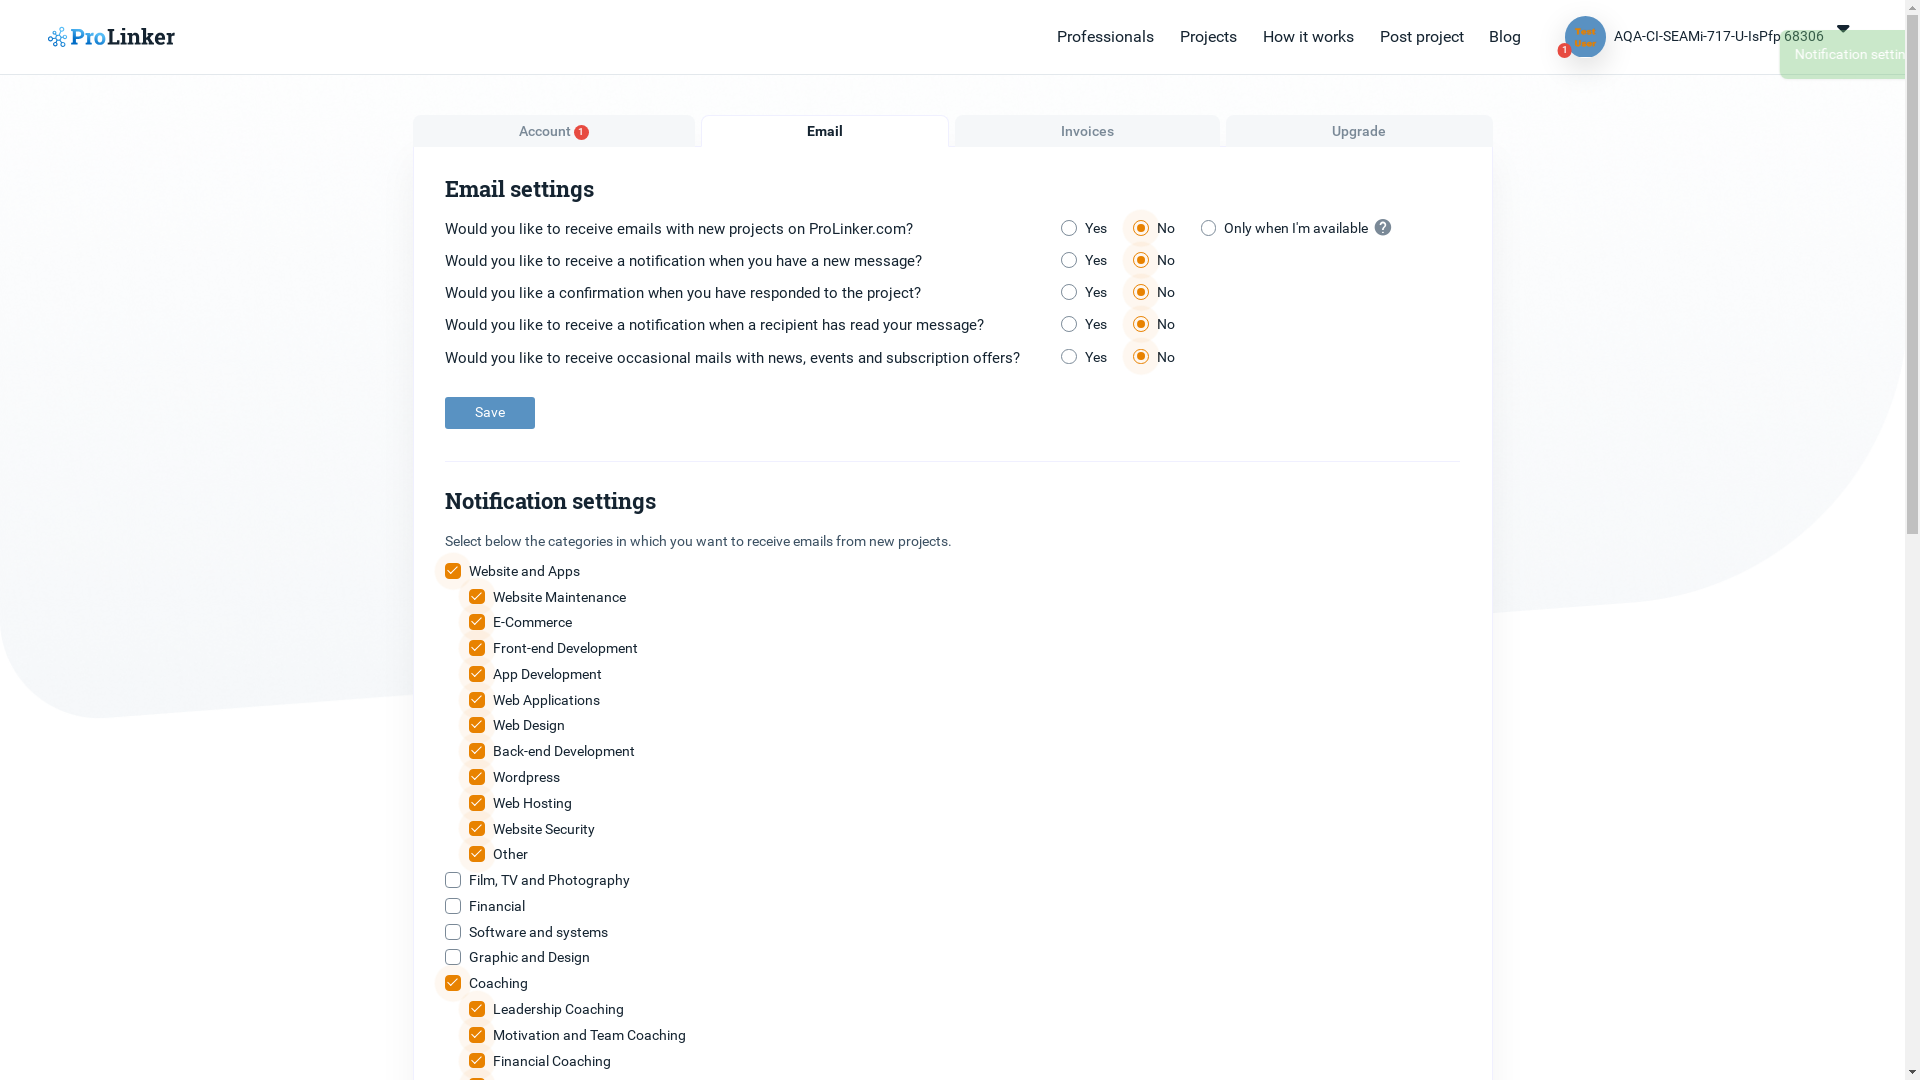 ProLinker
Professionals Projects How it works Post project Blog
Test User
1
AQA-CI-SEAMi-717-U-IsPfp 68306
Notification settin
Account 1
Email
Invoices
Upgrade
Email settings
Would you like to receive emails with new projects on ProLinker.com? Yes No Only when I'm available ?
Would you like to receive a notification when you have a new message? Yes No
Would you like a confirmation when you have responded to the project? Yes No
Would you like to receive a notification when a recipient has read your message? Yes No
Would you like to receive occasional mails with news, events and subscription offers? Yes No
Save
Notification settings
Select below the categories in which you want to receive emails from new projects.
Website and Apps
Website Maintenance
E-Commerce
Front-end Development
App Development
Web Applications
Web Design
Back-end Development
Wordpress
Web Hosting
Website Security
Other
Film, TV and Photography
Financial
Software and systems
Graphic and Design
Coaching
Leadership Coaching
Motivation and Team Coaching
Financial Coaching